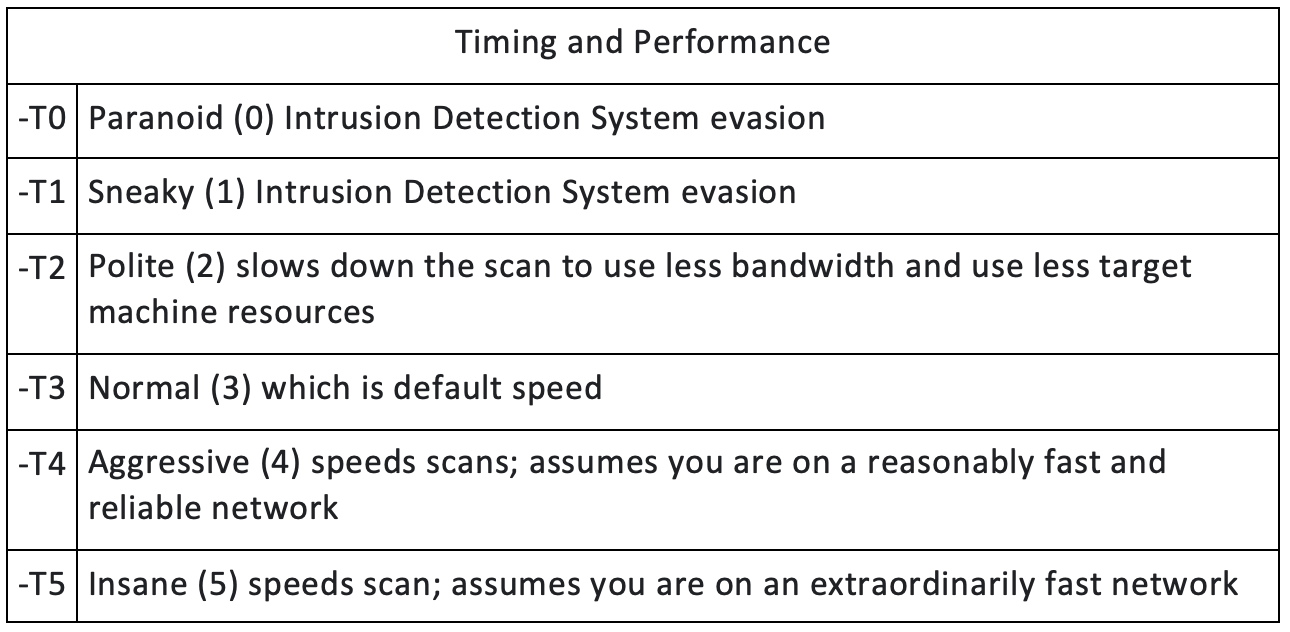 Timing and Performance
-T0 Paranoid (0) Intrusion Detection System evasion
-T1 Sneaky (1) Intrusion Detection System evasion
-T2 Polite (2) slows down the scan to use less bandwidth and use less target
machine resources
-T3 Normal (3) which is default speed
-T4 Aggressive (4) speeds scans; assumes you are on a reasonably fast and
reliable network
-T5 Insane (5) speeds scan; assumes you are on an extraordinarily fast network